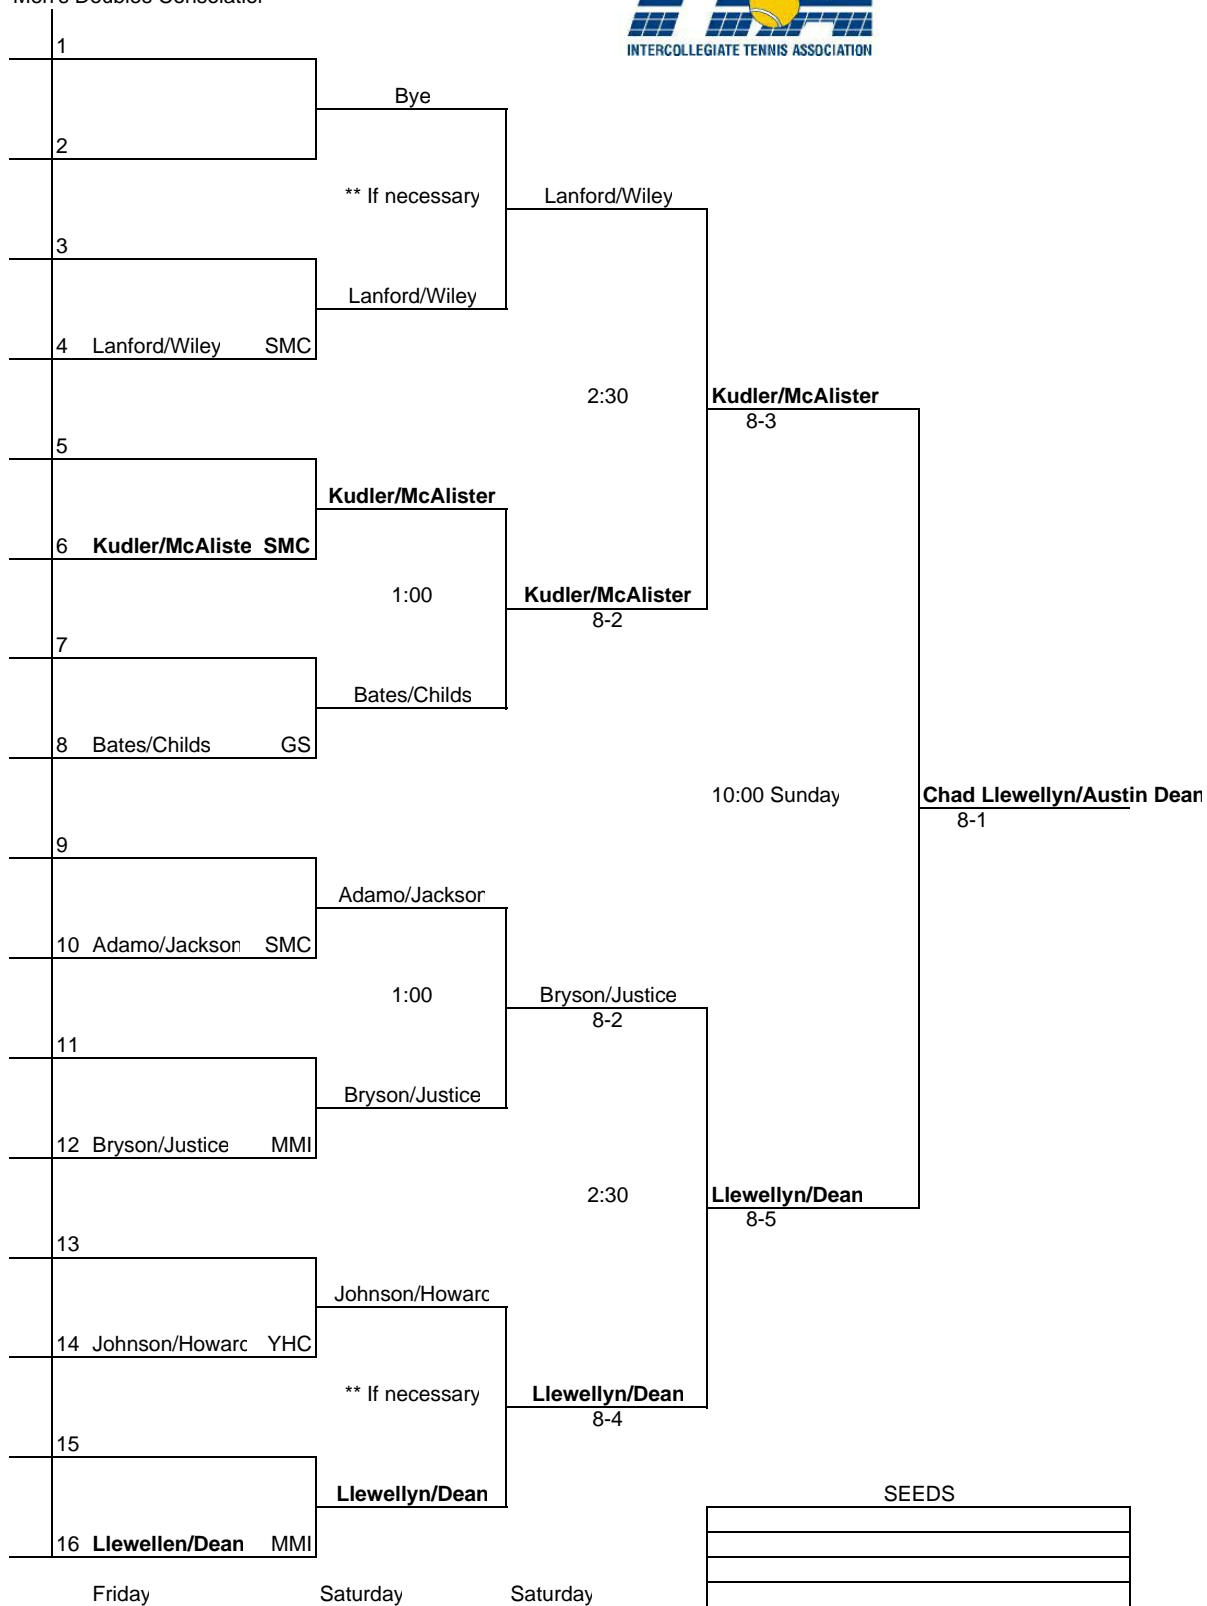 Men's Doubles Consolation
INTERCOLLEGIATE TENNIS ASSOCIATION
1
Bye
2
** If necessary
Lanford/Wiley
3
Lanford/Wiley
4 Lanford/Wiley SMC
2:30
Kudler/McAlister
8-3
5
Kudler/McAlister
6 Kudler/McAliste SMC
1:00
Kudler/McAlister
8-2
7
Bates/Childs
8 Bates/Childs GS
10:00 Sunday
Chad Llewellyn/Austin Dean
8-1
9
Adamo/Jackson
10 Adamo/Jackson SMC
1:00
Bryson/Justice
8-2
11
Bryson/Justice
12 Bryson/Justice MMI
2:30
Llewellyn/Dean
8-5
13
Johnson/Howard
14 Johnson/Howard YHC
** If necessary
Llewellyn/Dean
8-4
15
Llewellyn/Dean
SEEDS
16 Llewellen/Dean MMI
Friday Saturday Saturday